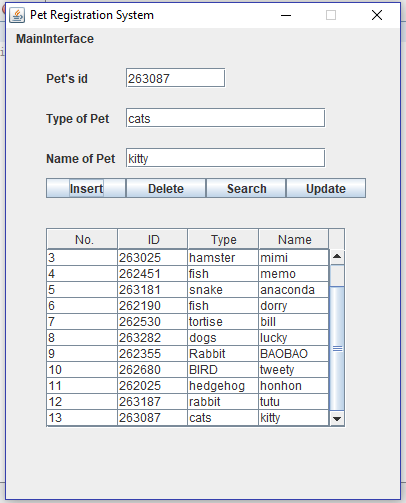 Pet Registration System
MainInterface
Pet's id 263087
Type of Pet cats
Name of Pet kitty
Insert Delete Search Update
No. ID Type Name
3 263025 hamster mimi
4 262451 fish memo
5 263181 snake anaconda
6 262190 fish dorry
7 262530 tortise bill
8 263282 dogs lucky
9 262355 Rabbit BAOBAO
10 262680 BIRD tweety
11 262025 hedgehog honhon
12 263187 rabbit tutu
13 263087 cats kitty